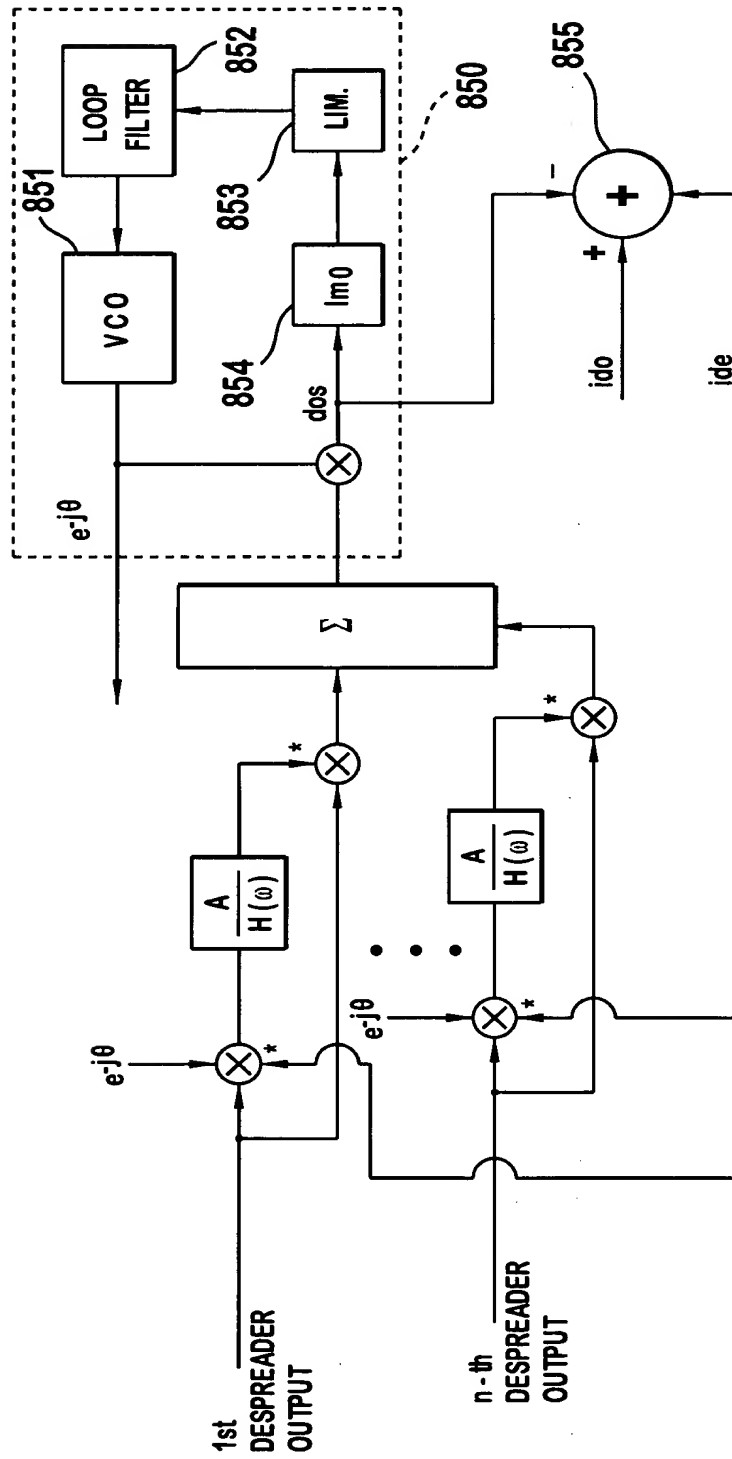 1st
DESPREADER
OUTPUT
n - th
DESPREADER
OUTPUT
e-jθ
*
A
H(ω)
*
e-jθ
*
A
H(ω)
*
Σ
e-jθ
dos
VCO
851
LOOP
FILTER
852
LIM.
853
Im0
854
850
855
+
+
-
ido
ide